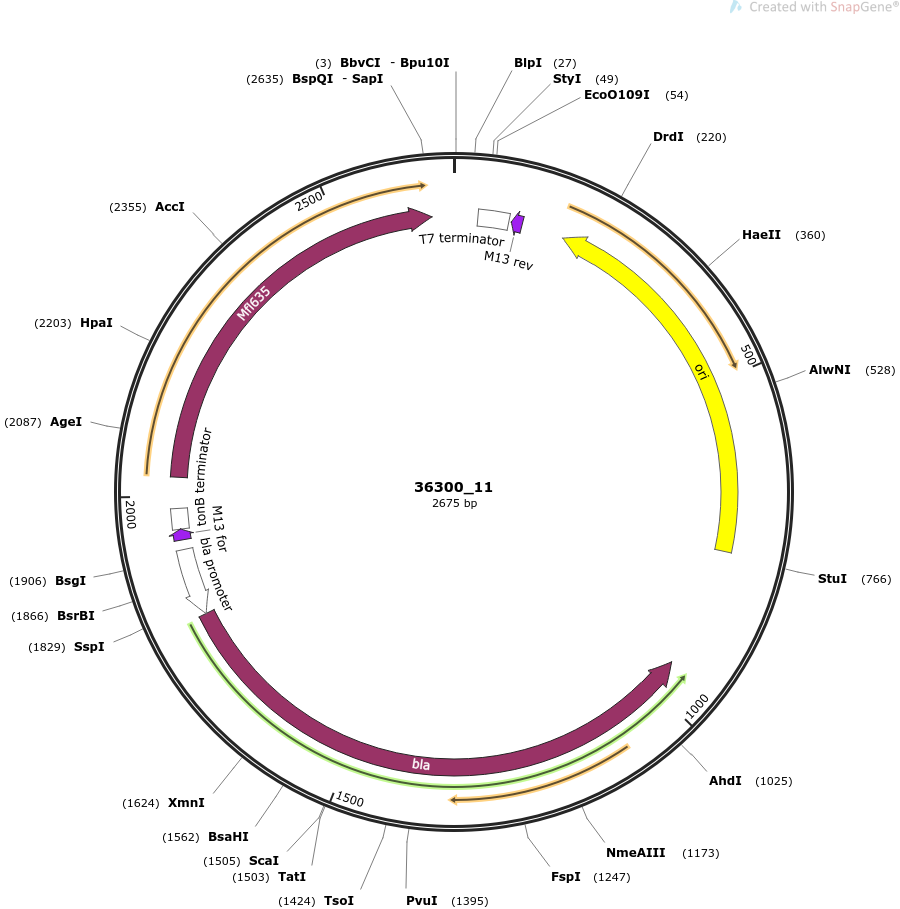 Created with SnapGene®
(3) BbvCI - Bpu10I
(2635) BspQI - SapI
BlpI (27)
StyI (49)
EcoO109I (54)
DrdI (220)
HaeII (360)
AlwNI (528)
StuI (766)
AhdI (1025)
NmeAIII (1173)
FspI (1247)
PvuI (1395)
(1424) TsoI
(1503) TatI
(1505) ScaI
(1562) BsaHI
(1624) XmnI
(1829) SspI
(1866) BsrBI
(1906) BsgI
(2087) AgeI
(2203) HpaI
(2355) AccI
500
1000
1500
2000
2500
T7 terminator
M13 rev
ori
bla
bla promoter
M13 for
tonB terminator
Mfl635
36300_11
2675 bp